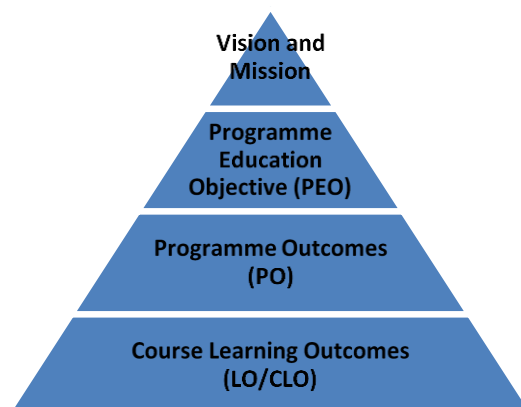 Vision and
Mission
Programme
Education
Objective (PEO)
Programme Outcomes
(PO)
Course Learning Outcomes
(LO/CLO)